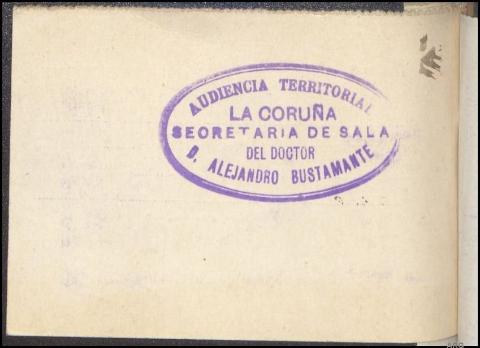 AUDIENCIA TERRITORIAL
LA CORUÑA
SECRETARIA DE SALA
DEL DOCTOR
D. ALEJANDRO BUSTAMANTE